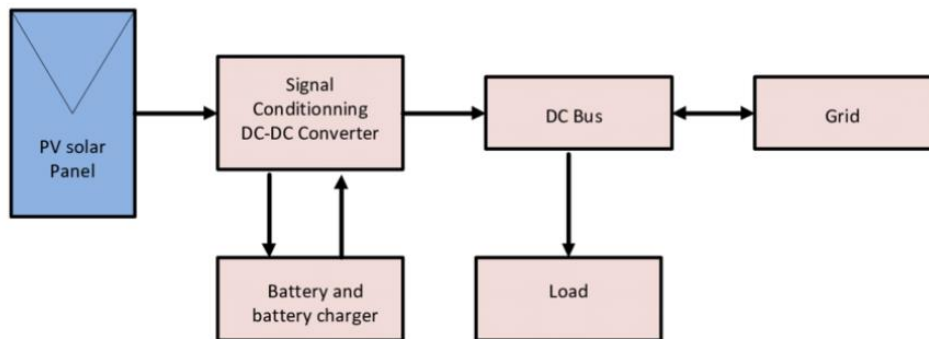 PV solar
Panel
Signal
Conditionning
DC-DC Converter
DC Bus
Grid
Battery and
battery charger
Load